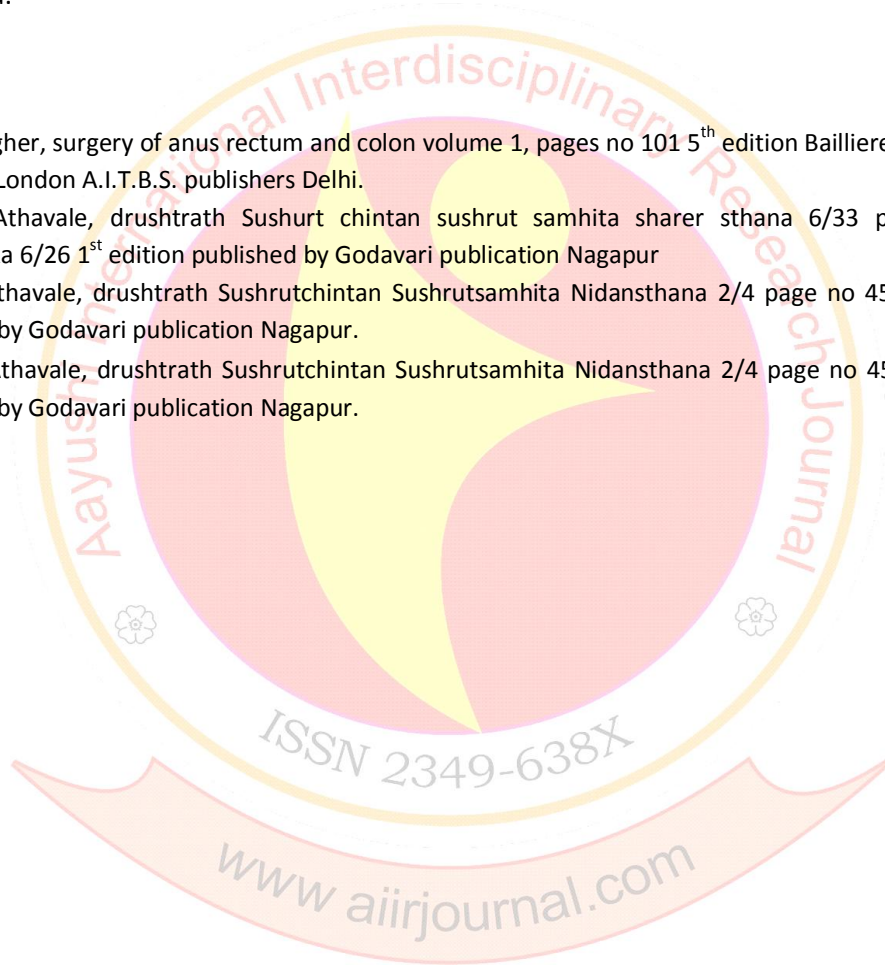 gher, surgery of anus rectum and colon volume 1, pages no 101 5th edition Bailliere
London A.I.T.B.S. publishers Delhi.
Athavale, drushtrath Sushurt chintan sushrut samhita sharer sthana 6/33 p
a 6/26 1st edition published by Godavari publication Nagapur
thavale, drushtrath Sushrutchintan Sushrutsamhita Nidansthana 2/4 page no 45
by Godavari publication Nagapur.
Athavale, drushtrath Sushrutchintan Sushrutsamhita Nidansthana 2/4 page no 45
by Godavari publication Nagapur.
Aayushi International Interdisciplinary Research Journal
ISSN 2349-638X
www aiirjournal.com